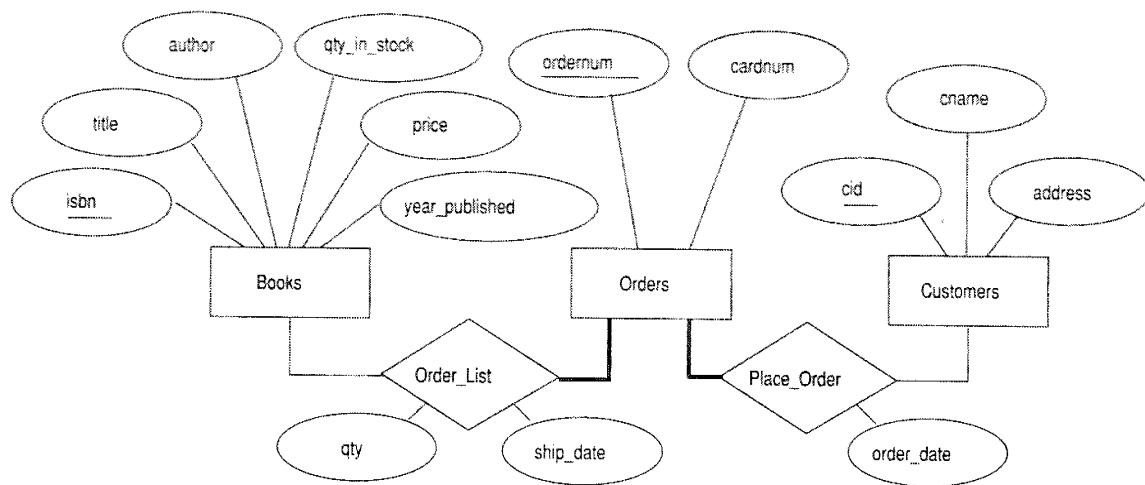 author
qty_in_stock
ordernum
cardnum
cname
title
price
cid
address
isbn
year_published
Books
Orders
Customers
Order_List
Place_Order
qty
ship_date
order_date